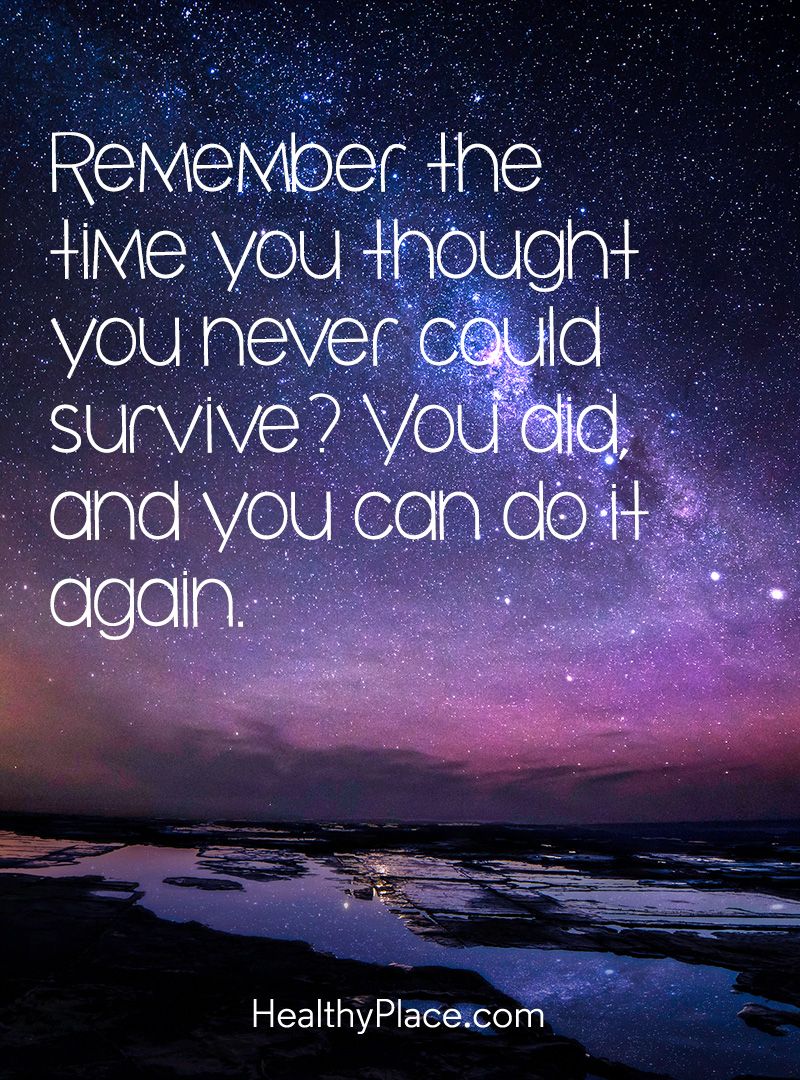 Remember the
time you thought
you never could
survive? You did,
and you can do it
again.
HealthyPlace.com